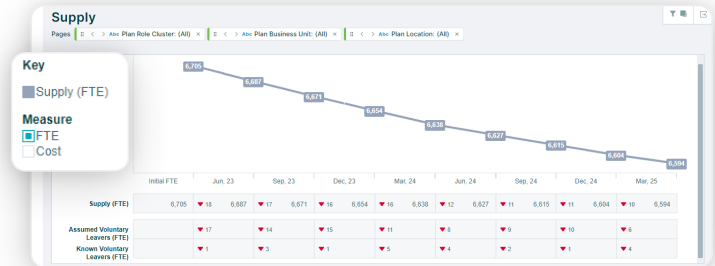 Supply
Pages Abc Plan Role Cluster: (All) × Abc Plan Business Unit: (All) × Abc Plan Location: (All) ×
Key
Supply (FTE)
Measure
FTE
Cost
6,705
6,687
6,671
6,654
6,638
6,627
6,615
6,604
6,594
Initial FTE Jun, 23 Sep, 23 Dec, 23 Mar, 24 Jun, 24 Sep, 24 Dec, 24 Mar, 25
Supply (FTE) 6,705 ▼ 18 6,687 ▼ 17 6,671 ▼ 16 6,654 ▼ 16 6,638 ▼ 12 6,627 ▼ 11 6,615 ▼ 11 6,604 ▼ 10 6,594
Assumed Voluntary
Leavers (FTE) ▼ 17 ▼ 14 ▼ 15 ▼ 11 ▼ 8 ▼ 9 ▼ 10 ▼ 6
Known Voluntary
Leavers (FTE) ▼ 1 ▼ 3 ▼ 1 ▼ 5 ▼ 4 ▼ 2 ▼ 1 ▼ 4